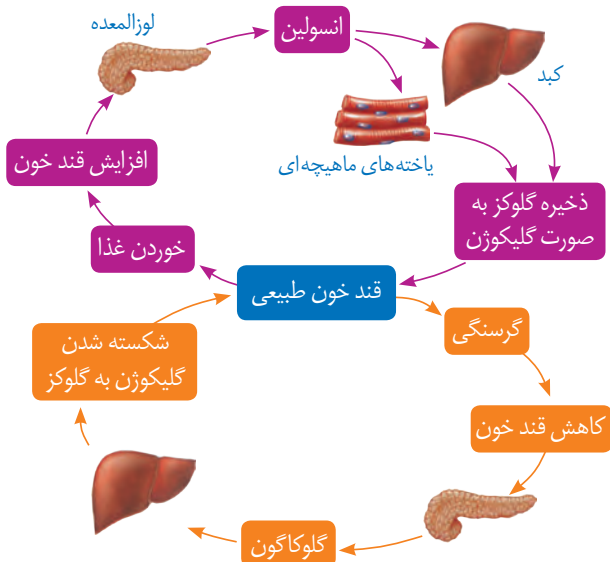 لوزالمعده
انسولین
کبد
یاخته‌های ماهیچه‌ای
افزایش قند خون
ذخیره گلوکز به
صورت گلیکوژن
خوردن غذا
قند خون طبیعی
گرسنگی
شکسته شدن
گلیکوژن به گلوکز
کاهش قند خون
گلوکاگون